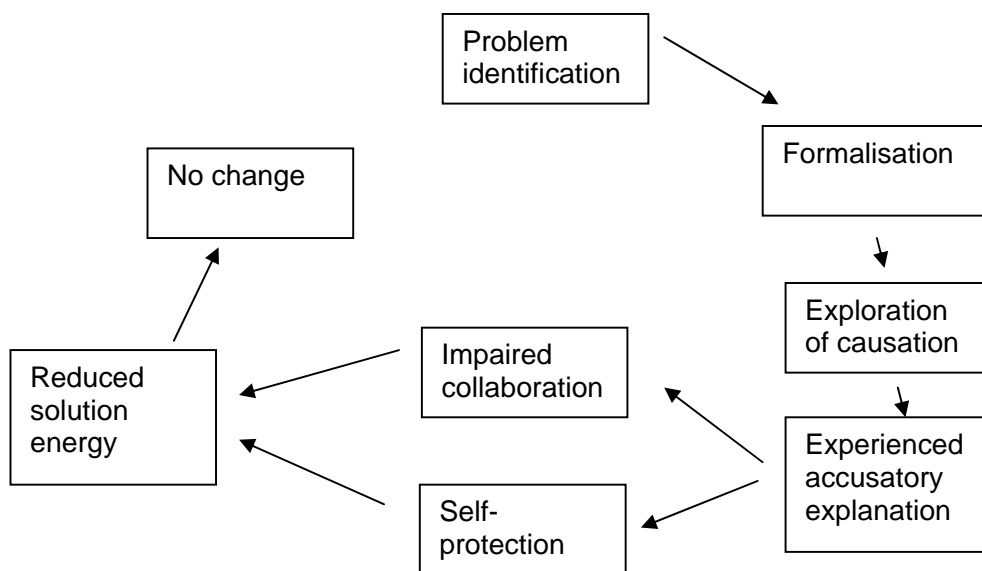 Problem
identification
Formalisation
No change
Exploration
of causation
Impaired
collaboration
Reduced
solution
energy
Experienced
accusatory
explanation
Self-
protection